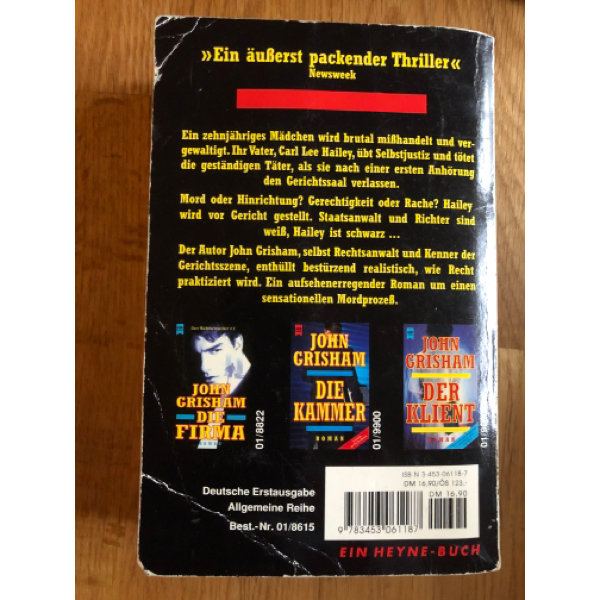 »Ein äußerst packender Thriller«
Newsweek
Ein zehnjähriges Mädchen wird brutal mißhandelt und ver-
gewaltigt. Ihr Vater, Carl Lee Hailey, übt Selbstjustiz und tötet
die geständigen Täter, als sie nach einer ersten Anhörung
den Gerichtssaal verlassen.
Mord oder Hinrichtung? Gerechtigkeit oder Rache? Hailey
wird vor Gericht gestellt. Staatsanwalt und Richter sind
weiß, Hailey ist schwarz ...
Der Autor John Grisham, selbst Rechtsanwalt und Kenner der
Gerichtsszene, enthüllt bestürzend realistisch, wie Recht
praktiziert wird. Ein aufsehenerregender Roman um einen
sensationellen Mordprozeß.
JOHN
GRISHAM
DIE
FIRMA
01/8822
JOHN
GRISHAM
DIE
KAMMER
ROMAN
01/9900
JOHN
GRISHAM
DER
KLIENT
ROMAN
Deutsche Erstausgabe
Allgemeine Reihe
Best.-Nr. 01/8615
ISBN 3-453-06118-7
DM 16,90/ÖS 123,-
DM 16,90
9 783453 061187
EIN HEYNE-BUCH